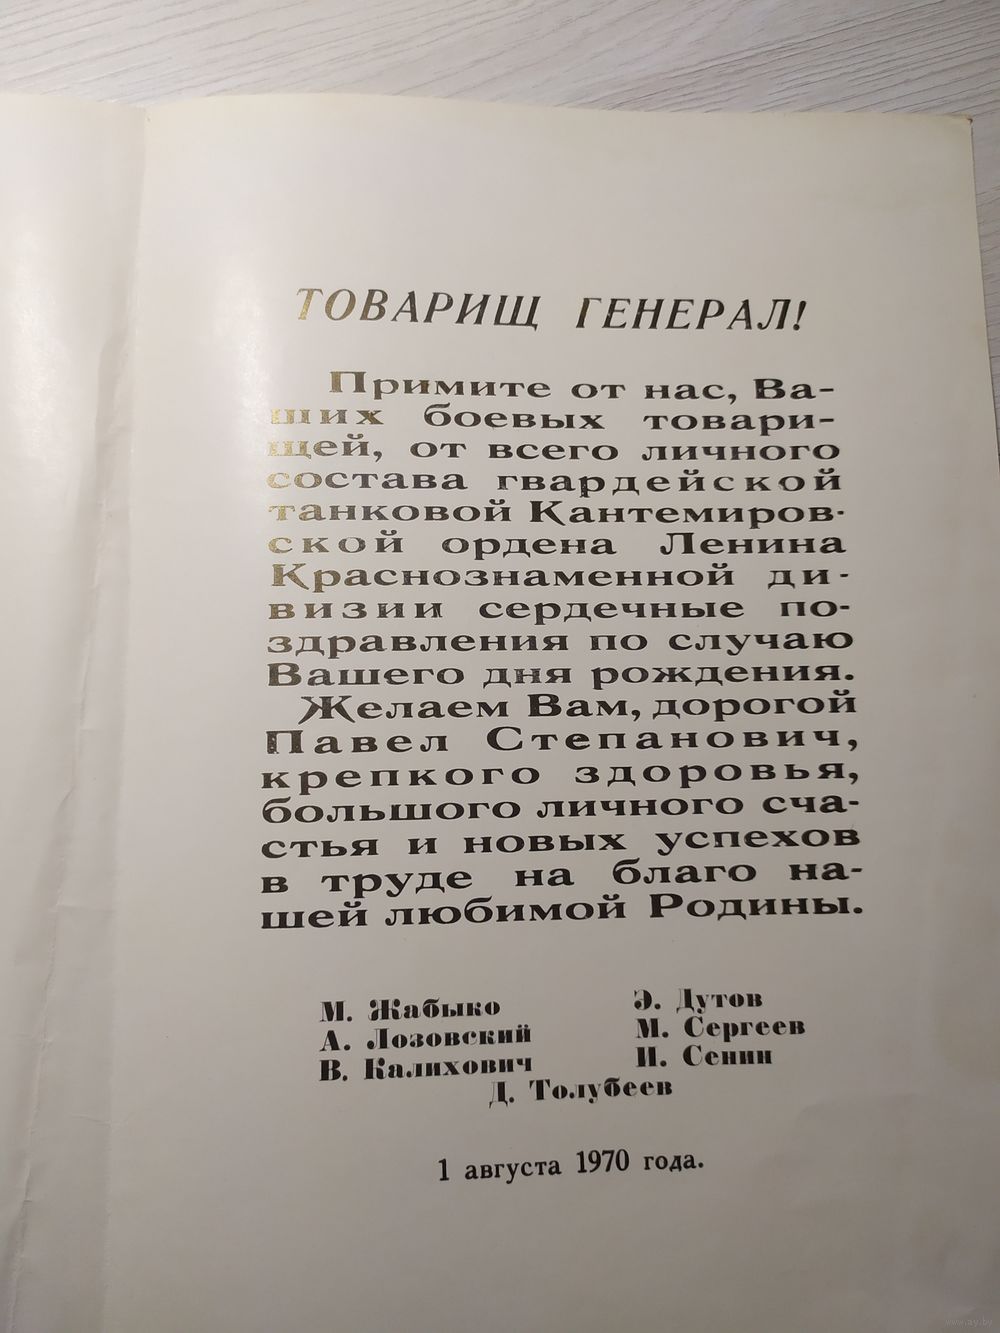 ТОВАРИЩ ГЕНЕРАЛ!
Примите от нас, Ва-
ших боевых товари-
щей, от всего личного
состава гвардейской
танковой Кантемиров-
ской ордена Ленина
Краснознаменной ди-
визии сердечные по-
здравления по случаю
Вашего дня рождения.
Желаем Вам, дорогой
Павел Степанович,
крепкого здоровья,
большого личного сча-
стья и новых успехов
в труде на благо на-
шей любимой Родины.
М. Жабыко
А. Лозовский
В. Калихович
Э. Дутов
М. Сергеев
И. Сенин
Д. Толубеев
1 августа 1970 года.
www.ay.by